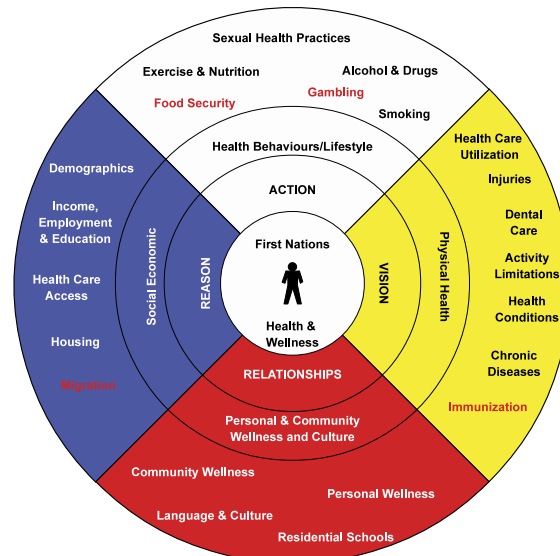 Sexual Health Practices
Exercise & Nutrition
Alcohol & Drugs
Food Security
Gambling
Smoking
Health Behaviours/Lifestyle
ACTION
Demographics
Income,
Employment
& Education
Health Care
Access
Housing
Migration
Social Economic
REASON
First Nations
Health &
Wellness
VISION
Physical Health
Health Care
Utilization
Injuries
Dental
Care
Activity
Limitations
Health
Conditions
Chronic
Diseases
Immunization
RELATIONSHIPS
Personal & Community
Wellness and Culture
Community Wellness
Personal Wellness
Language & Culture
Residential Schools